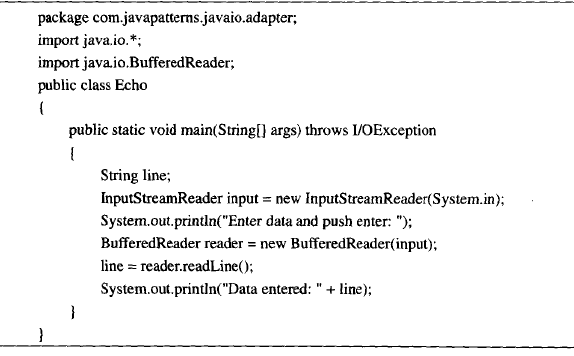 package com.javapatterns.javaio.adapter;
import java.io.*;
import java.io.BufferedReader;
public class Echo
{
public static void main(String[} args) throws I/OException
{
String line;
InputStreamReader input = new InputStreamReader(System.in);
System.out.println("Enter data and push enter: ");
BufferedReader reader = new BufferedReader(input);
line = reader.readLine();
System.out.println("Data entered: " + line);
}
}